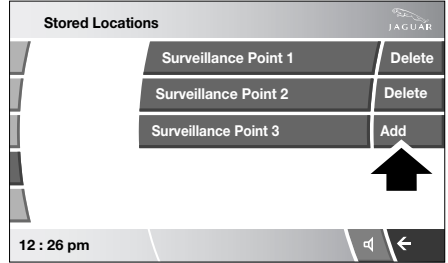 Stored Locations
JAGUAR
Surveillance Point 1 Delete
Surveillance Point 2 Delete
Surveillance Point 3 Add
12 : 26 pm